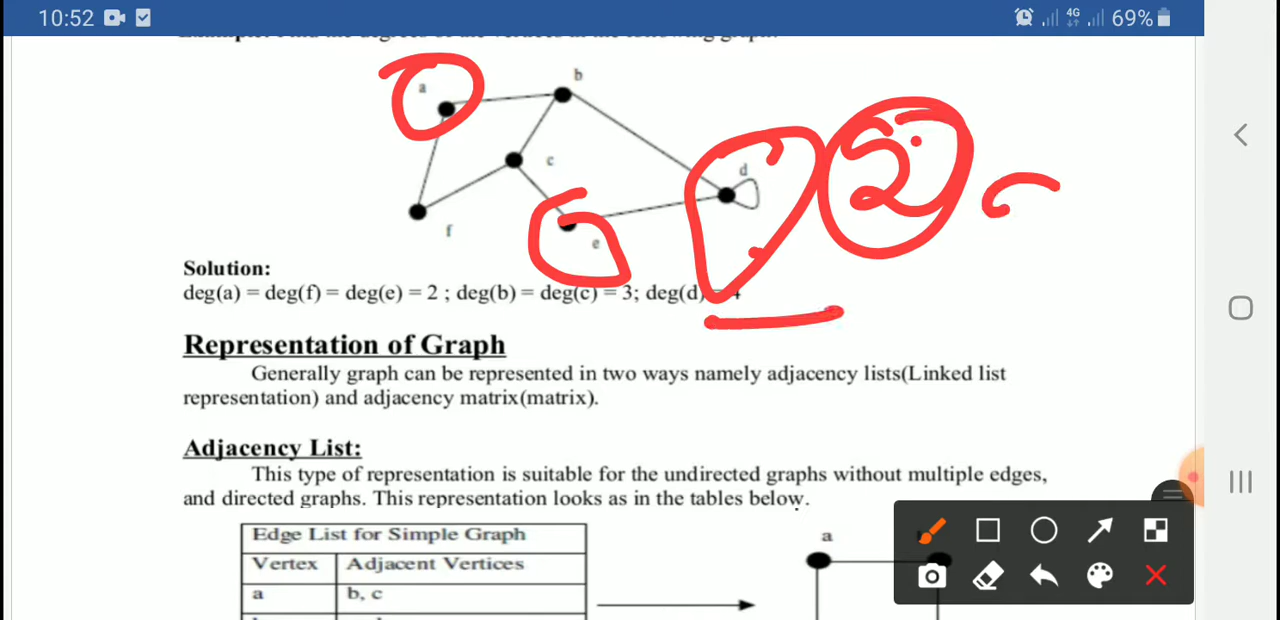 10:52
4G
69%
a
b
c
d
2
e
f
Solution:
deg(a) = deg(f) = deg(e) = 2 ; deg(b) = deg(c) = 3; deg(d)
Representation of Graph
Generally graph can be represented in two ways namely adjacency lists(Linked list
representation) and adjacency matrix(matrix).
Adjacency List:
This type of representation is suitable for the undirected graphs without multiple edges,
and directed graphs. This representation looks as in the tables below.
Edge List for Simple Graph
Vertex Adjacent Vertices
a b, c
a